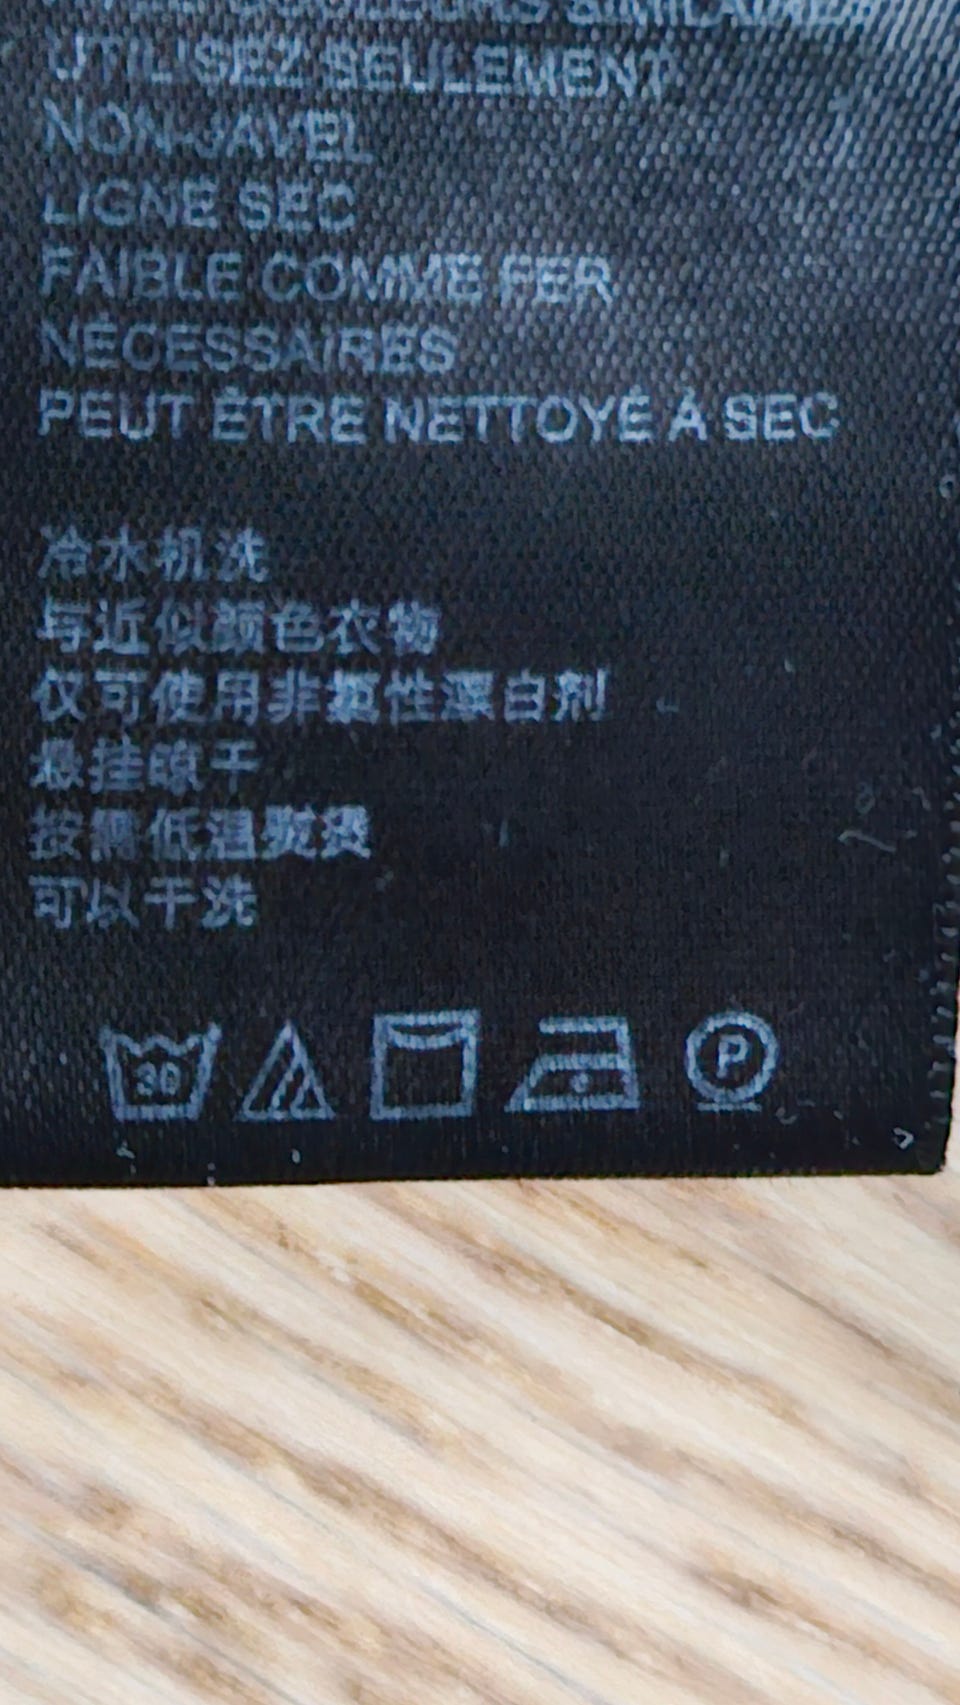 COULEURS SIMILAIRES
UTILISEZ SEULEMENT
NON-JAVEL
LIGNE SEC
FAIBLE COMME FER
NÉCESSAIRES
PEUT ÊTRE NETTOYÉ À SEC
冷水机洗
与近似颜色衣物
仅可使用非氯性漂白剂
悬挂晾干
按需低温熨烫
可以干洗
30 P